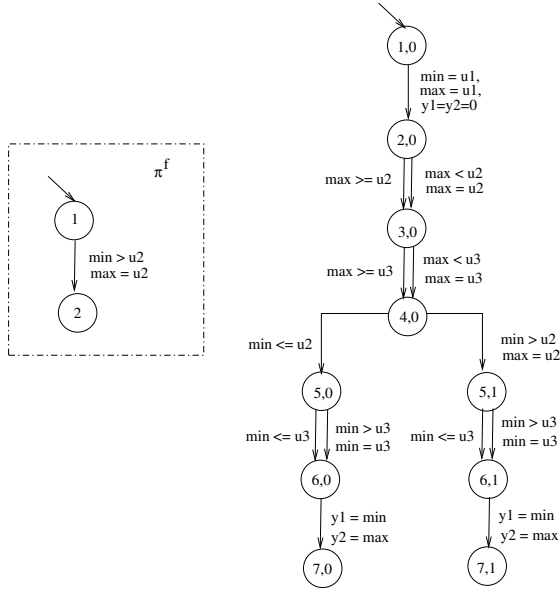 1,0
min = u1,
max = u1,
y1=y2=0
2,0
max >= u2
max < u2
max = u2
3,0
max >= u3
max < u3
max = u3
4,0
min <= u2
min > u2
max = u2
5,0
5,1
min <= u3
min > u3
min = u3
min <= u3
min > u3
min = u3
6,0
6,1
y1 = min
y2 = max
y1 = min
y2 = max
7,0
7,1
π^f
1
min > u2
max = u2
2